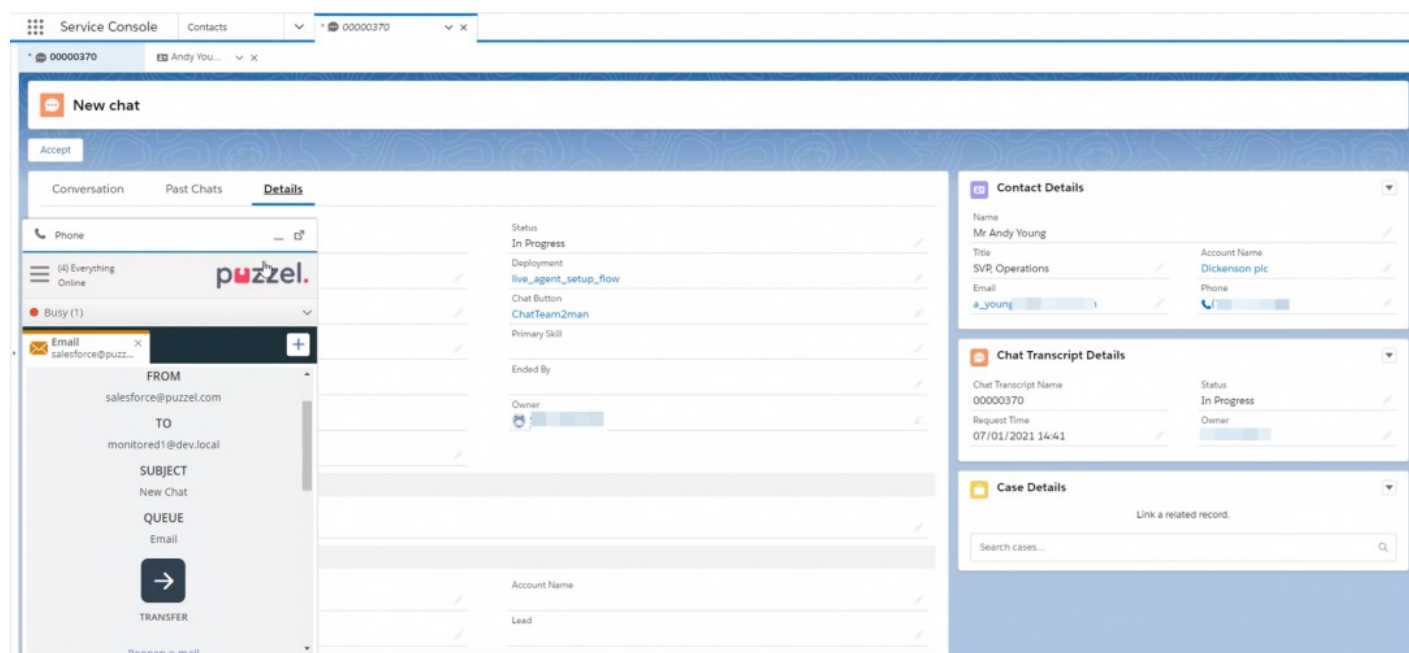 Service Console
Contacts
* 00000370
* 00000370
Andy You...
New chat
Accept
Conversation
Past Chats
Details
Phone
(4) Everything
Online
puzzel.
Busy (1)
Email
salesforce@puzz...
FROM
salesforce@puzzel.com
TO
monitored1@dev.local
SUBJECT
New Chat
QUEUE
Email
TRANSFER
Status
In Progress
Deployment
live_agent_setup_flow
Chat Button
ChatTeam2man
Primary Skill
Ended By
Owner
Account Name
Lead
Contact Details
Name
Mr Andy Young
Title
SVP, Operations
Account Name
Dickenson plc
Email
a_young
Phone
Chat Transcript Details
Chat Transcript Name
00000370
Status
In Progress
Request Time
07/01/2021 14:41
Owner
Case Details
Link a related record.
Search cases...